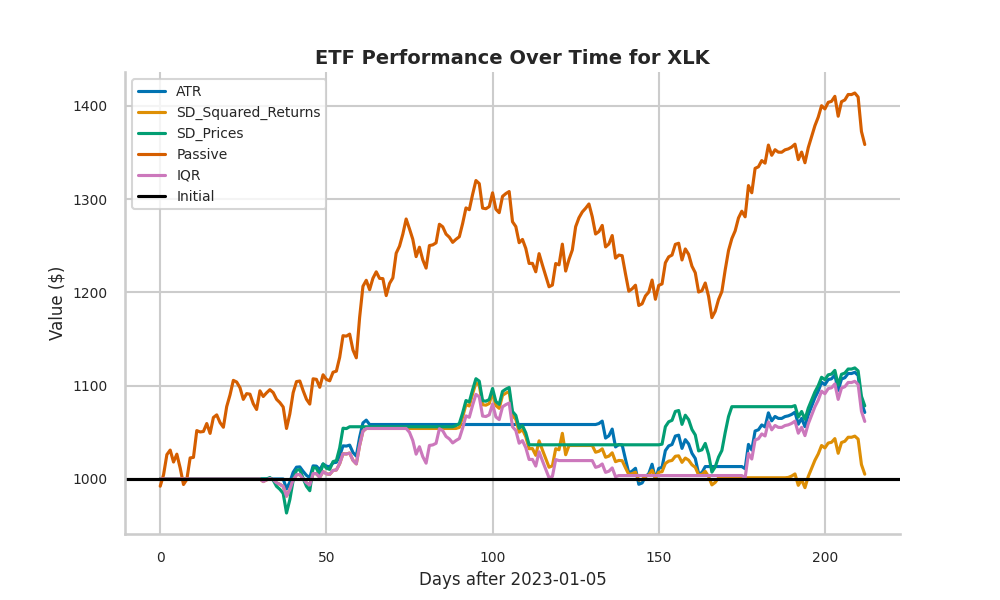 ETF Performance Over Time for XLK
ATR
SD_Squared_Returns
SD_Prices
Passive
IQR
Initial
Value ($)
1400
1300
1200
1100
1000
0 50 100 150 200
Days after 2023-01-05